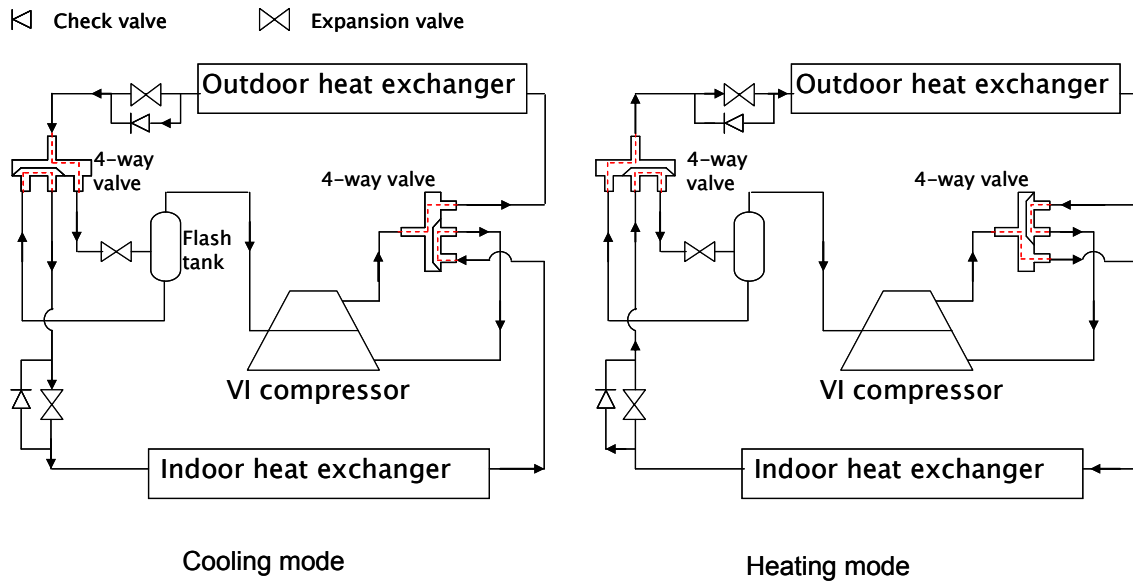 Check valve
Expansion valve
Outdoor heat exchanger
4-way
valve
4-way valve
Flash
tank
VI compressor
Indoor heat exchanger
Cooling mode
Outdoor heat exchanger
4-way
valve
4-way valve
VI compressor
Indoor heat exchanger
Heating mode